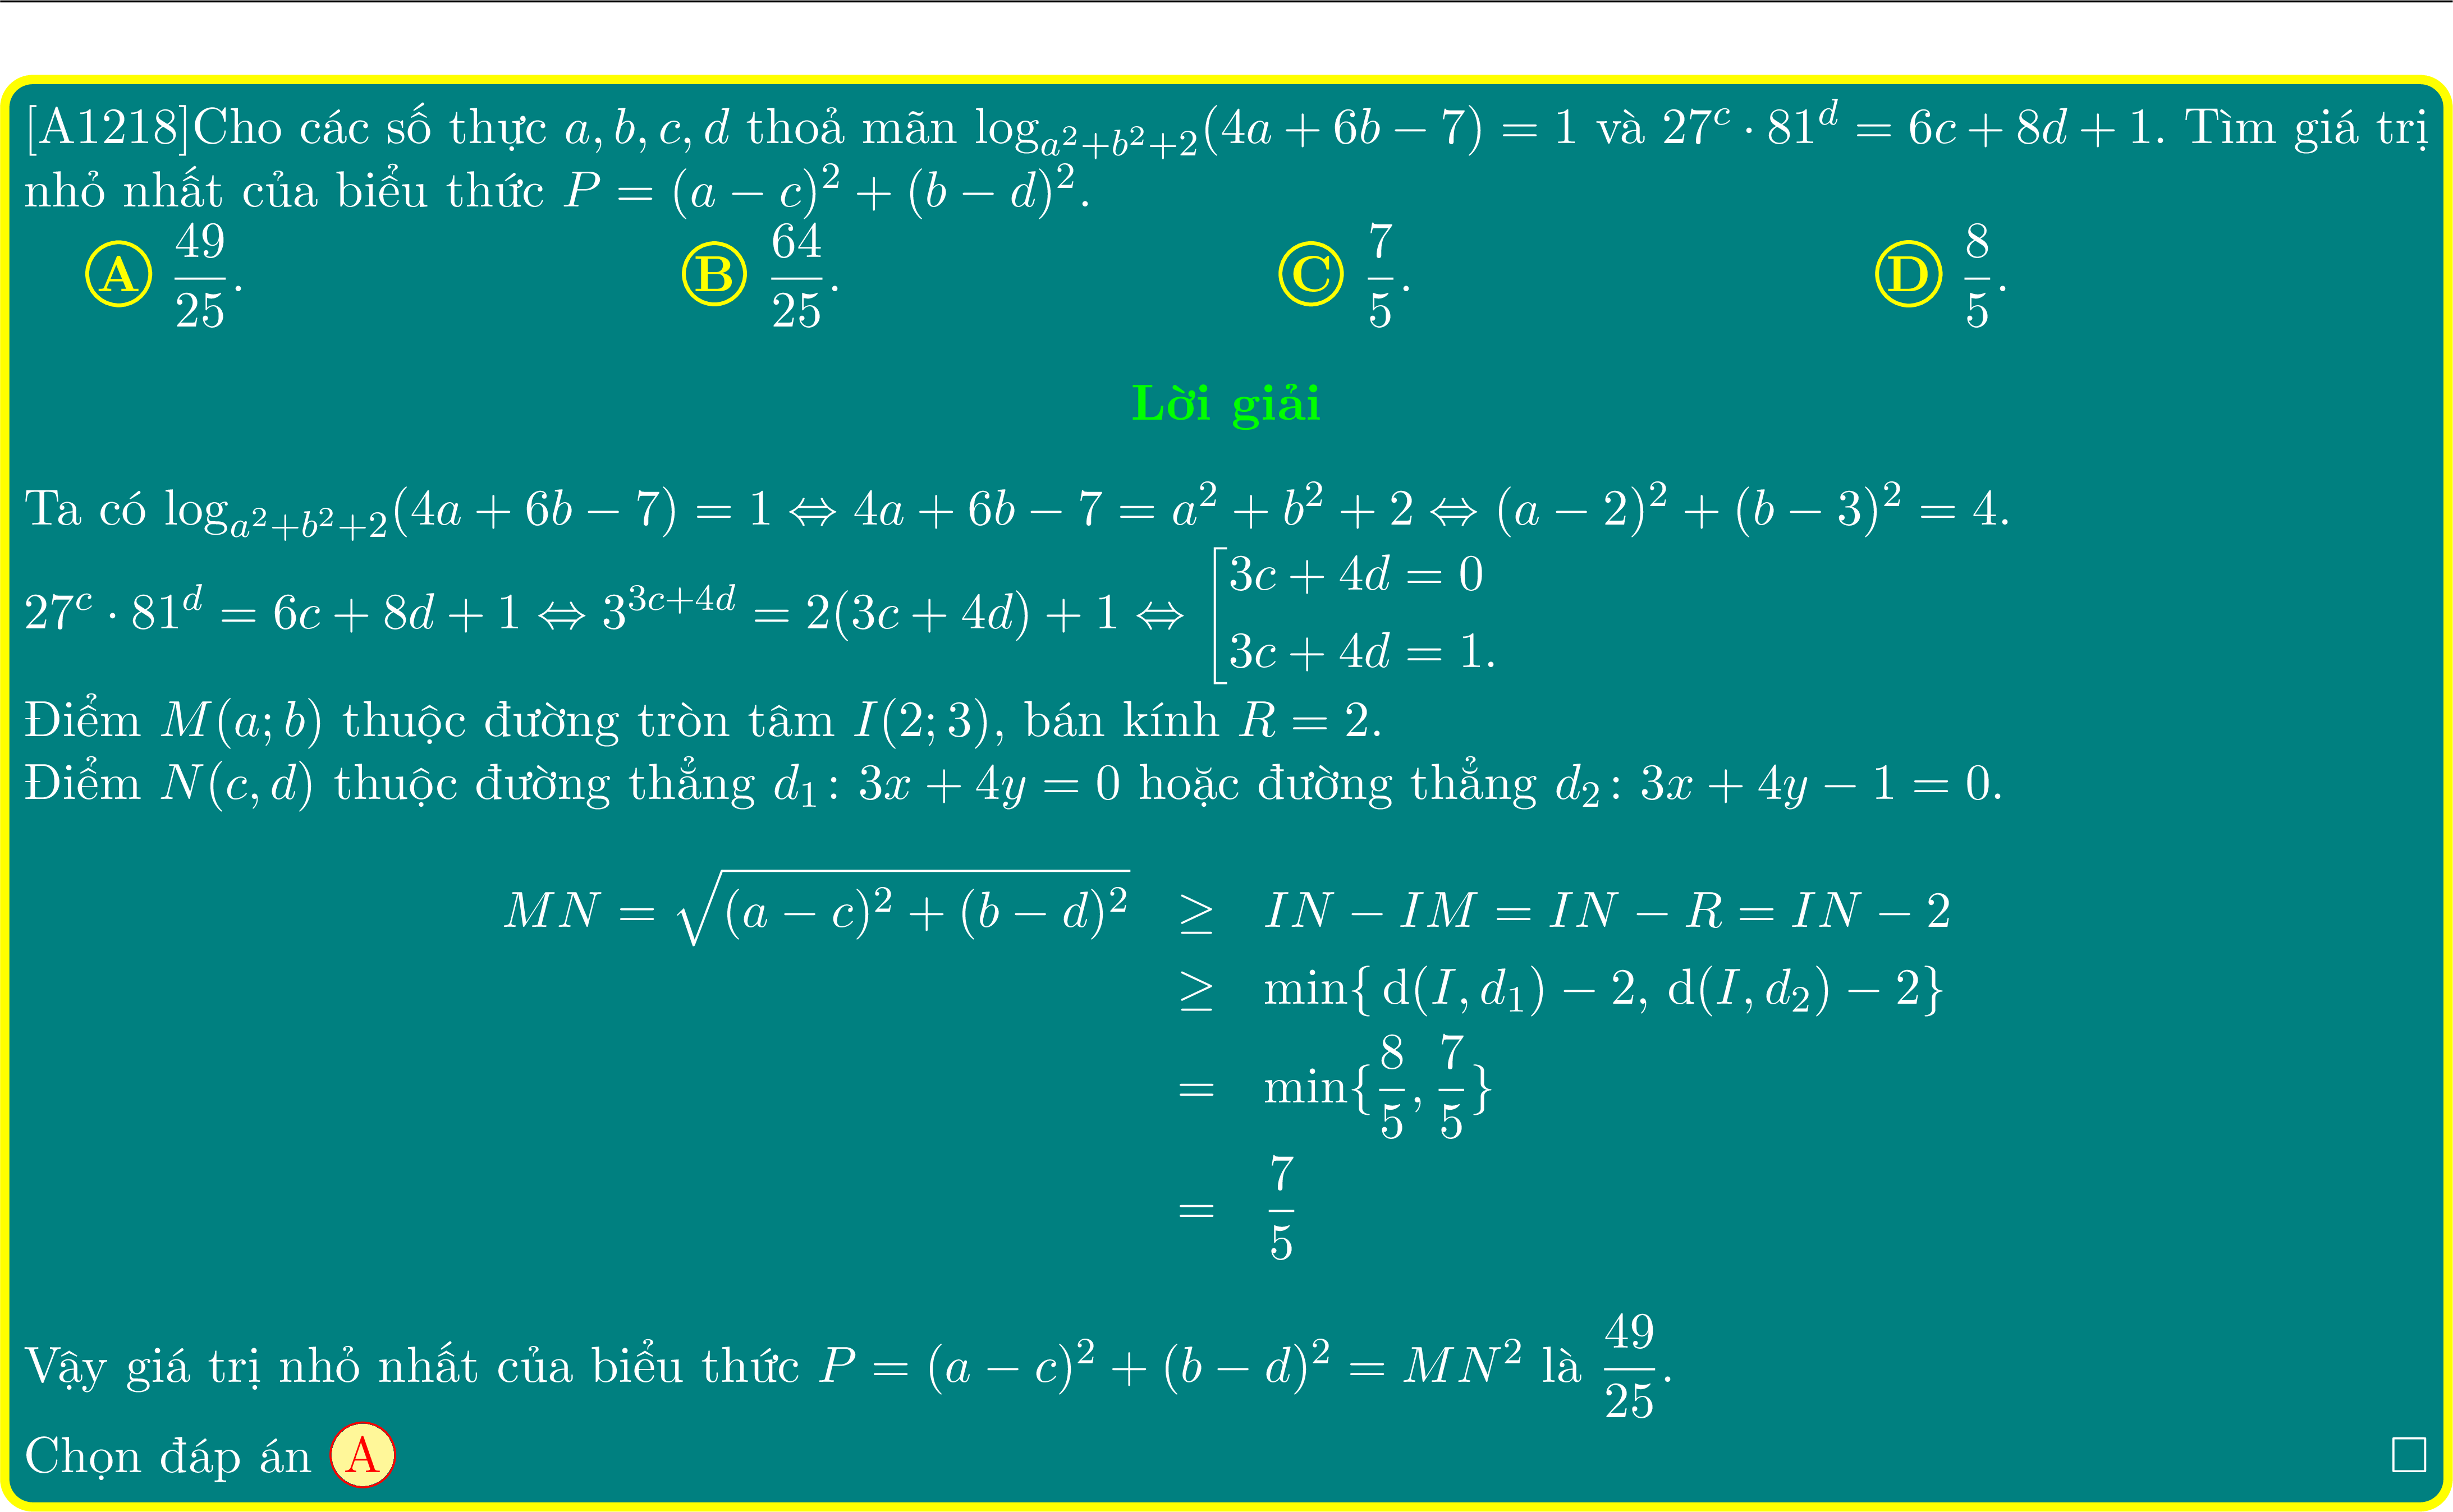 [A1218]Cho các số thực $a, b, c, d$ thoả mãn $\log_{a^2+b^2+2}(4a + 6b - 7) = 1$ và $27^c \cdot 81^d = 6c + 8d + 1$. Tìm giá trị
nhỏ nhất của biểu thức $P = (a - c)^2 + (b - d)^2$.
A $\frac{49}{25}$. B $\frac{64}{25}$. C $\frac{7}{5}$. D $\frac{8}{5}$.
Lời giải
Ta có $\log_{a^2+b^2+2}(4a + 6b - 7) = 1 \Leftrightarrow 4a + 6b - 7 = a^2 + b^2 + 2 \Leftrightarrow (a - 2)^2 + (b - 3)^2 = 4$.
$27^c \cdot 81^d = 6c + 8d + 1 \Leftrightarrow 3^{3c+4d} = 2(3c + 4d) + 1 \Leftrightarrow \left[\begin{array}{l} 3c + 4d = 0 \\ 3c + 4d = 1. \end{array}\right.$
Điểm $M(a; b)$ thuộc đường tròn tâm $I(2; 3)$, bán kính $R = 2$.
Điểm $N(c, d)$ thuộc đường thẳng $d_1: 3x + 4y = 0$ hoặc đường thẳng $d_2: 3x + 4y - 1 = 0$.
$MN = \sqrt{(a - c)^2 + (b - d)^2} \geq IN - IM = IN - R = IN - 2$
$\geq \min\{ \mathrm{d}(I, d_1) - 2, \mathrm{d}(I, d_2) - 2\}$
$= \min\{\frac{8}{5}, \frac{7}{5}\}$
$= \frac{7}{5}$
Vậy giá trị nhỏ nhất của biểu thức $P = (a - c)^2 + (b - d)^2 = MN^2$ là $\frac{49}{25}$.
Chọn đáp án A □